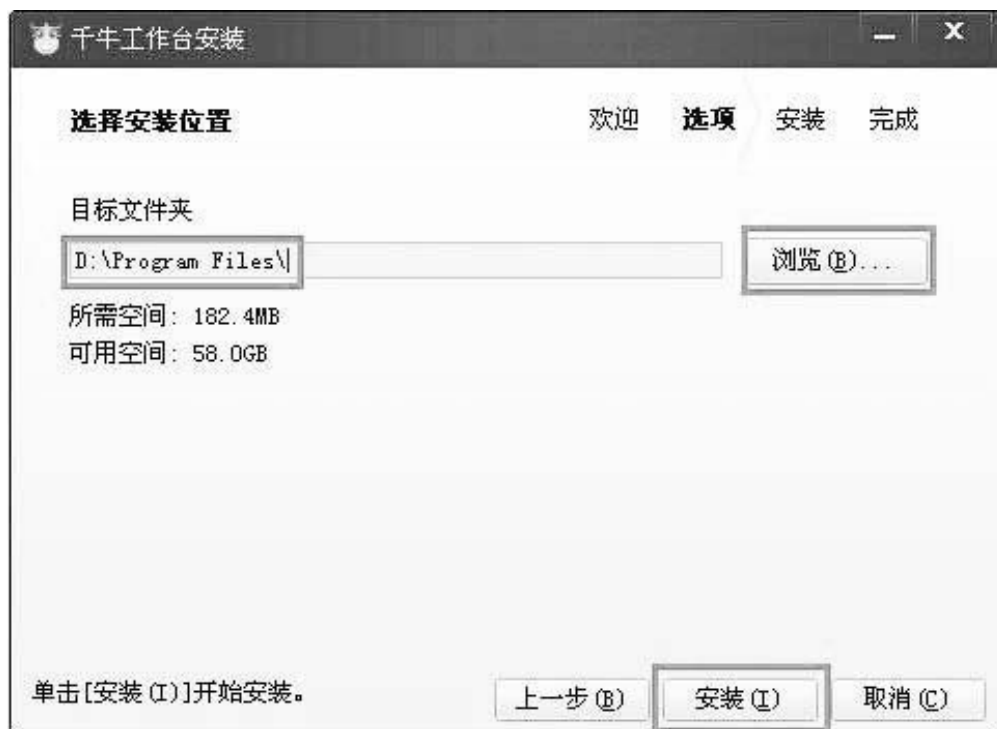 千牛工作台安装
选择安装位置 欢迎 选项 安装 完成
目标文件夹
D:\Program Files\ 浏览(B)...
所需空间: 182.4MB
可用空间: 58.0GB
单击[安装(I)]开始安装。 上一步(B) 安装(I) 取消(C)